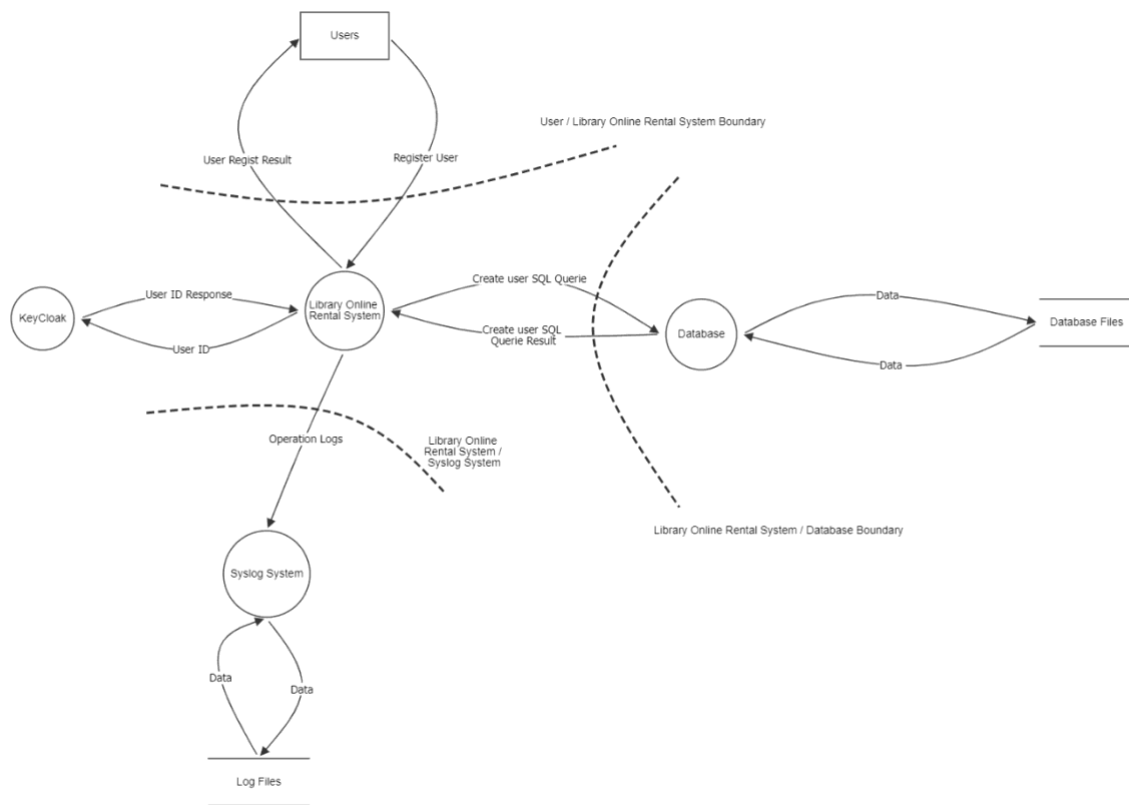 Users
User / Library Online Rental System Boundary
User Regist Result
Register User
KeyCloak
User ID Response
User ID
Library Online
Rental System
Create user SQL Querie
Create user SQL
Querie Result
Database
Data
Data
Database Files
Operation Logs
Library Online
Rental System /
Syslog System
Library Online Rental System / Database Boundary
Syslog System
Data
Data
Log Files